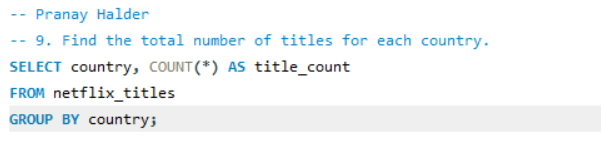 -- Pranay Halder
-- 9. Find the total number of titles for each country.
SELECT country, COUNT(*) AS title_count
FROM netflix_titles
GROUP BY country;